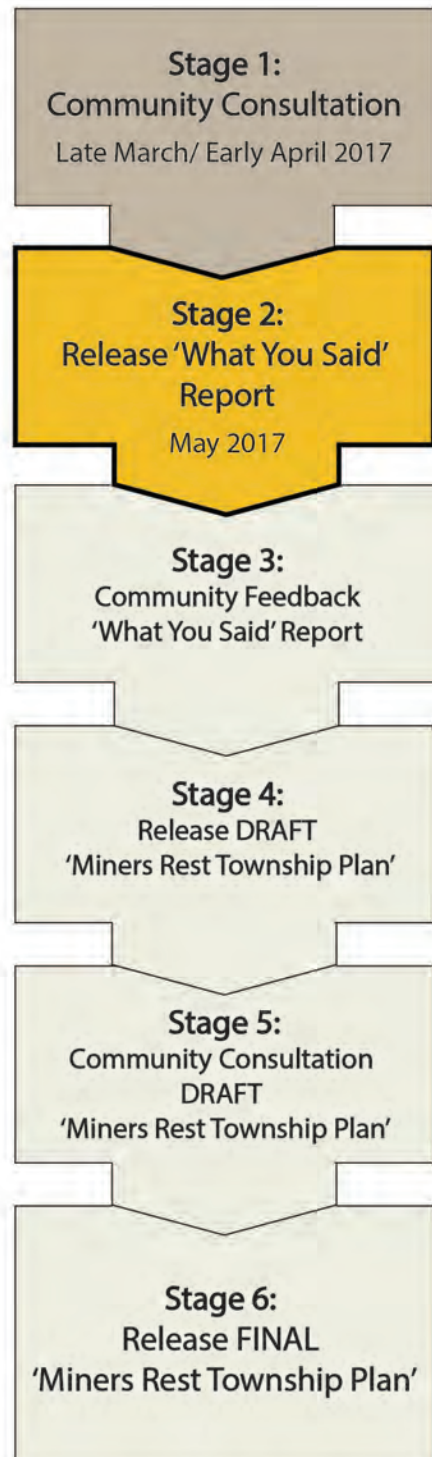 Stage 1:
Community Consultation
Late March/ Early April 2017
Stage 2:
Release 'What You Said'
Report
May 2017
Stage 3:
Community Feedback
'What You Said' Report
Stage 4:
Release DRAFT
'Miners Rest Township Plan'
Stage 5:
Community Consultation
DRAFT
'Miners Rest Township Plan'
Stage 6:
Release FINAL
'Miners Rest Township Plan'